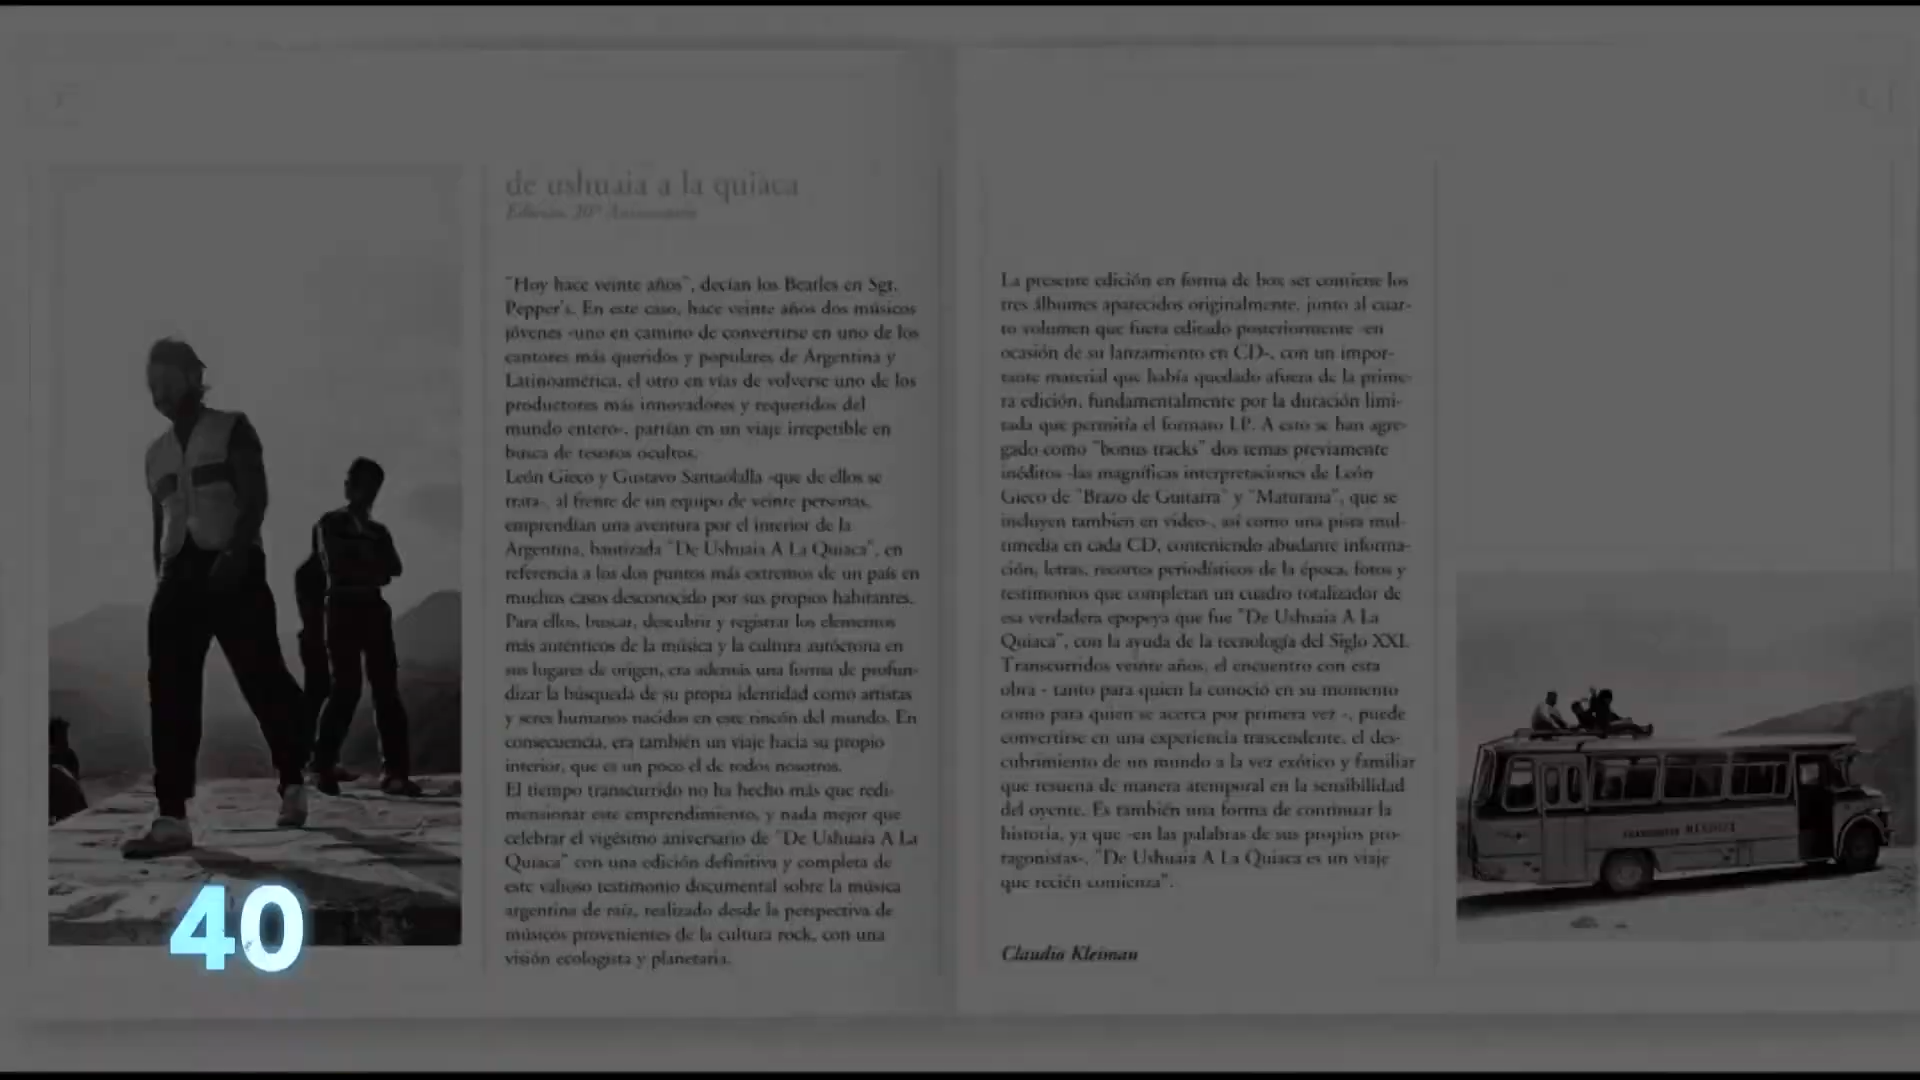 de ushuaia a la quiaca
Edición 20º Aniversario
"Hoy hace veinte años", decían los Beatles en Sgt.
Pepper's. En este caso, hace veinte años dos músicos
jóvenes -uno en camino de convertirse en uno de los
cantores más queridos y populares de Argentina y
Latinoamérica, el otro en vías de volverse uno de los
productores más innovadores y requeridos del
mundo entero-, partían en un viaje irrepetible en
busca de tesoros ocultos.
León Gieco y Gustavo Santaolalla -que de ellos se
trata-, al frente de un equipo de veinte personas,
emprendían una aventura por el interior de la
Argentina, bautizada "De Ushuaia A La Quiaca", en
referencia a los dos puntos más extremos de un país en
muchos casos desconocido por sus propios habitantes.
Para ellos, buscar, descubrir y registrar los elementos
más auténticos de la música y la cultura autóctona en
sus lugares de origen, era además una forma de profun-
dizar la búsqueda de su propia identidad como artistas
y seres humanos nacidos en este rincón del mundo. En
consecuencia, era también un viaje hacia su propio
interior, que es un poco el de todos nosotros.
El tiempo transcurrido no ha hecho más que redi-
mensionar este emprendimiento, y nada mejor que
celebrar el vigésimo aniversario de "De Ushuaia A La
Quiaca" con una edición definitiva y completa de
este valioso testimonio documental sobre la música
argentina de raíz, realizado desde la perspectiva de
músicos provenientes de la cultura rock, con una
visión ecologista y planetaria.
La presente edición en forma de box set contiene los
tres álbumes aparecidos originalmente, junto al cuar-
to volumen que fuera editado posteriormente -en
ocasión de su lanzamiento en CD-, con un impor-
tante material que había quedado afuera de la prime-
ra edición, fundamentalmente por la duración limi-
tada que permitía el formato LP. A esto se han agre-
gado como "bonus tracks" dos temas previamente
inéditos -las magníficas interpretaciones de León
Gieco de "Brazo de Guitarra" y "Maturana", que se
incluyen tambien en video-, así como una pista mul-
timedia en cada CD, conteniendo abudante informa-
ción, letras, recortes periodísticos de la época, fotos y
testimonios que completan un cuadro totalizador de
esa verdadera epopeya que fue "De Ushuaia A La
Quiaca", con la ayuda de la tecnología del Siglo XXI.
Transcurridos veinte años, el encuentro con esta
obra - tanto para quien la conoció en su momento
como para quien se acerca por primera vez -, puede
convertirse en una experiencia trascendente, el des-
cubrimiento de un mundo a la vez exótico y familiar
que resuena de manera atemporal en la sensibilidad
del oyente. Es también una forma de continuar la
historia, ya que -en las palabras de sus propios pro-
tagonistas-, "De Ushuaia A La Quiaca es un viaje
que recién comienza".
Claudio Kleiman
40